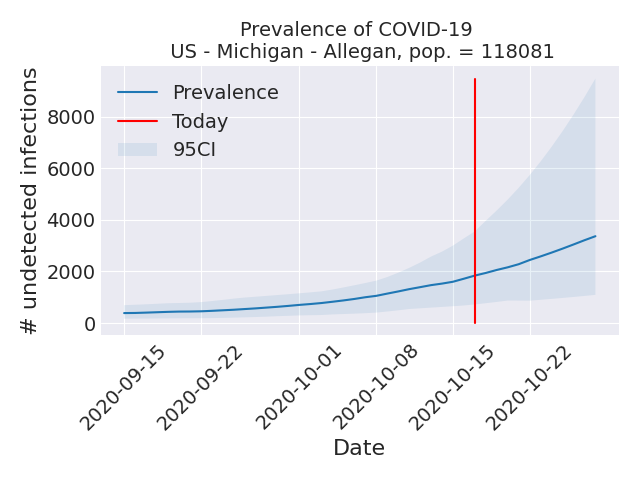 Prevalence of COVID-19
US - Michigan - Allegan, pop. = 118081
# undetected infections
8000
6000
4000
2000
0
Prevalence
Today
95CI
2020-09-15
2020-09-22
2020-10-01
2020-10-08
2020-10-15
2020-10-22
Date